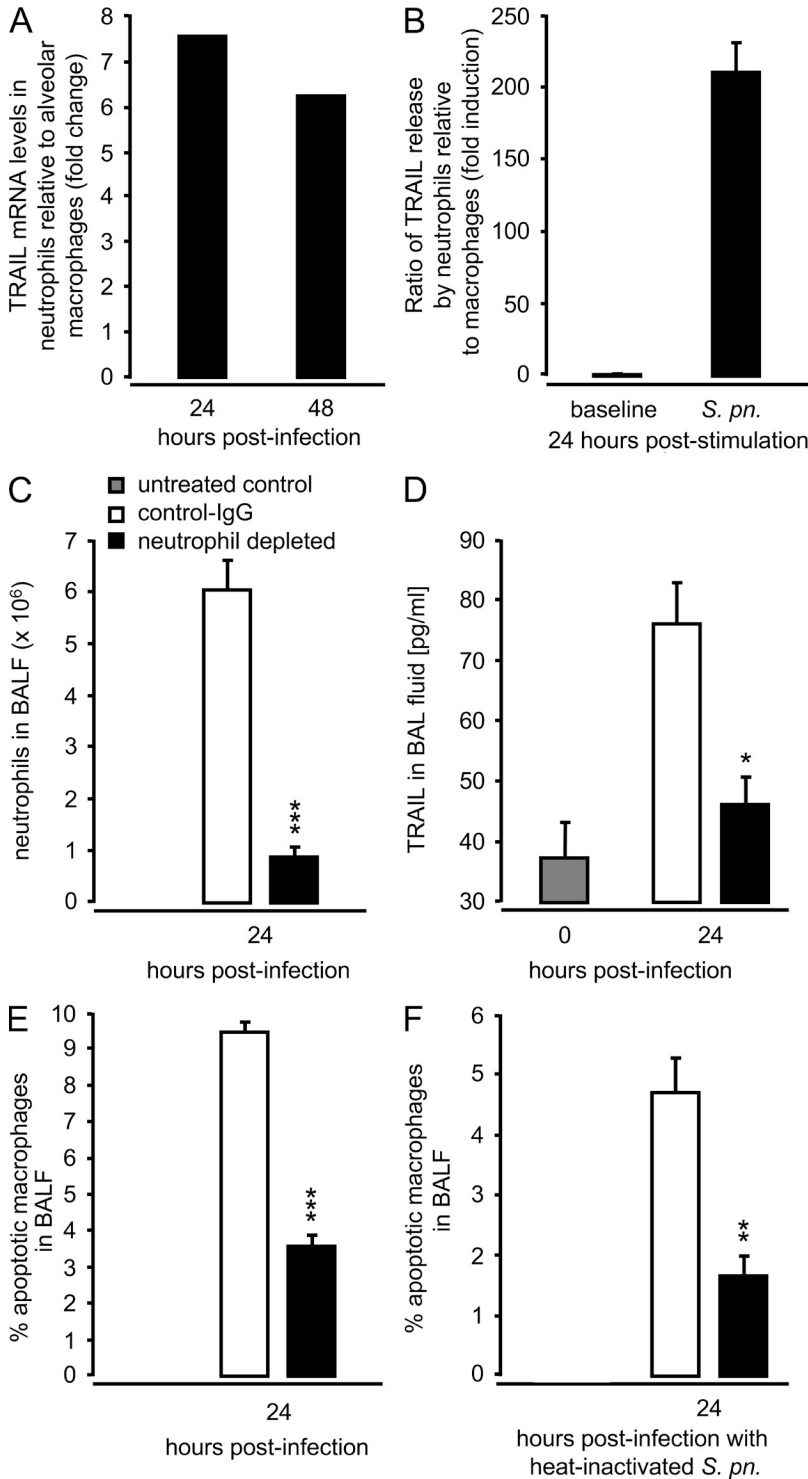 A
TRAIL mRNA levels in
neutrophils relative to alveolar
macrophages (fold change)
8
7
6
5
4
3
2
1
0
24 48
hours post-infection
B
Ratio of TRAIL release
by neutrophils relative
to macrophages (fold induction)
250
200
150
100
50
0
baseline S. pn.
24 hours post-stimulation
C
untreated control
control-IgG
neutrophil depleted
neutrophils in BALF (x 10⁶)
7
6
5
4
3
2
1
0
***
24
hours post-infection
D
TRAIL in BAL fluid [pg/ml]
90
80
70
60
50
40
30
*
0 24
hours post-infection
E
% apoptotic macrophages
in BALF
10
9
8
7
6
5
4
3
2
1
0
***
24
hours post-infection
F
% apoptotic macrophages
in BALF
6
5
4
3
2
1
0
**
24
hours post-infection with
heat-inactivated S. pn.